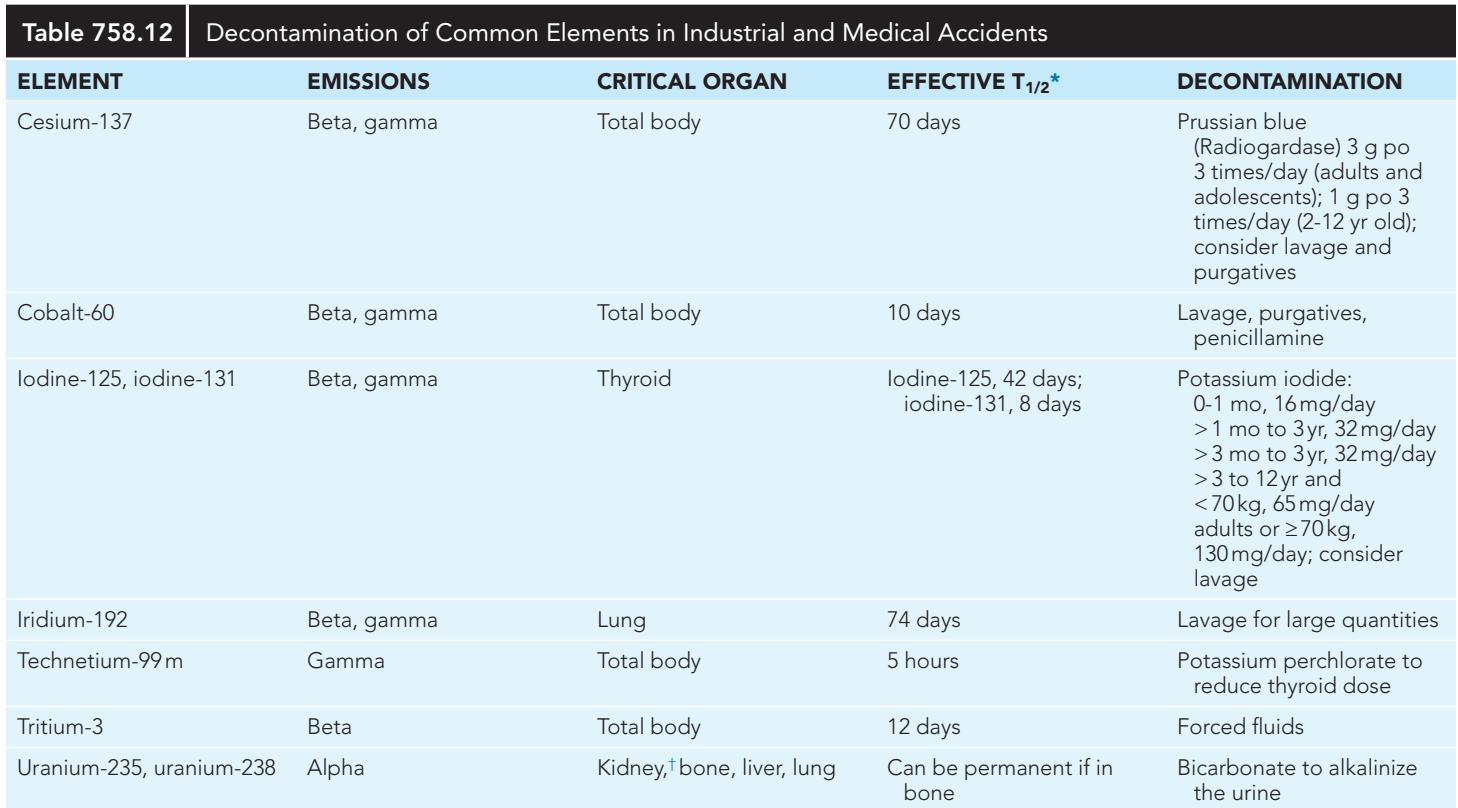 Table 758.12 Decontamination of Common Elements in Industrial and Medical Accidents
ELEMENT EMISSIONS CRITICAL ORGAN EFFECTIVE T1/2* DECONTAMINATION
Cesium-137 Beta, gamma Total body 70 days Prussian blue
(Radiogardase) 3 g po
3 times/day (adults and
adolescents); 1 g po 3
times/day (2-12 yr old);
consider lavage and
purgatives
Cobalt-60 Beta, gamma Total body 10 days Lavage, purgatives,
penicillamine
Iodine-125, iodine-131 Beta, gamma Thyroid Iodine-125, 42 days; Potassium iodide:
iodine-131, 8 days 0-1 mo, 16 mg/day
>1 mo to 3 yr, 32 mg/day
>3 mo to 3 yr, 32 mg/day
>3 to 12 yr and
<70 kg, 65 mg/day
adults or ≥70 kg,
130 mg/day; consider
lavage
Iridium-192 Beta, gamma Lung 74 days Lavage for large quantities
Technetium-99 m Gamma Total body 5 hours Potassium perchlorate to
reduce thyroid dose
Tritium-3 Beta Total body 12 days Forced fluids
Uranium-235, uranium-238 Alpha Kidney,† bone, liver, lung Can be permanent if in Bicarbonate to alkalinize
bone the urine